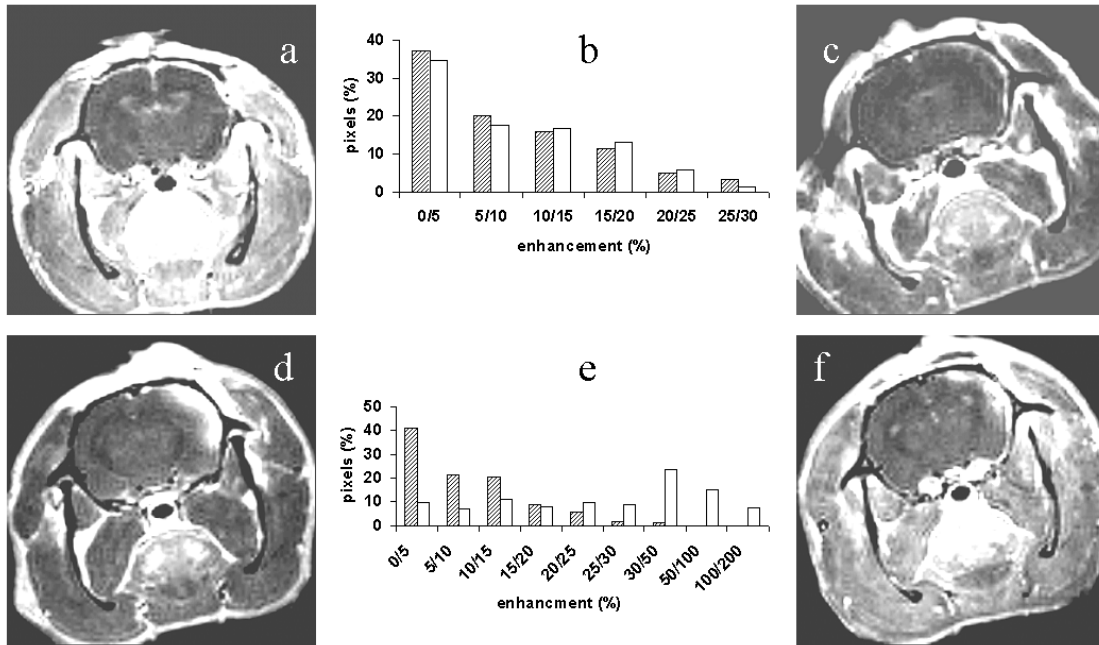 a
b
c
pixels (%)
40
30
20
10
0
0/5 5/10 10/15 15/20 20/25 25/30
enhancement (%)
d
e
f
pixels (%)
50
40
30
20
10
0
0/5 5/10 10/15 15/20 20/25 25/30 30/50 50/100 100/200
enhancment (%)